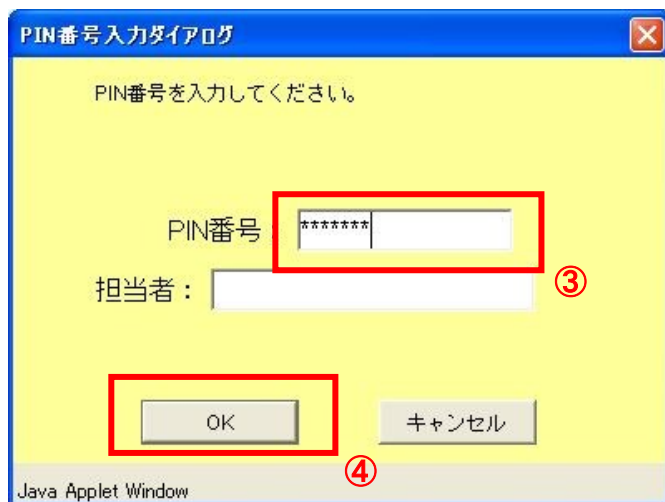 PIN番号入力ダイアログ
PIN番号を入力してください。
PIN番号： *******
③
担当者：
OK キャンセル
④
Java Applet Window